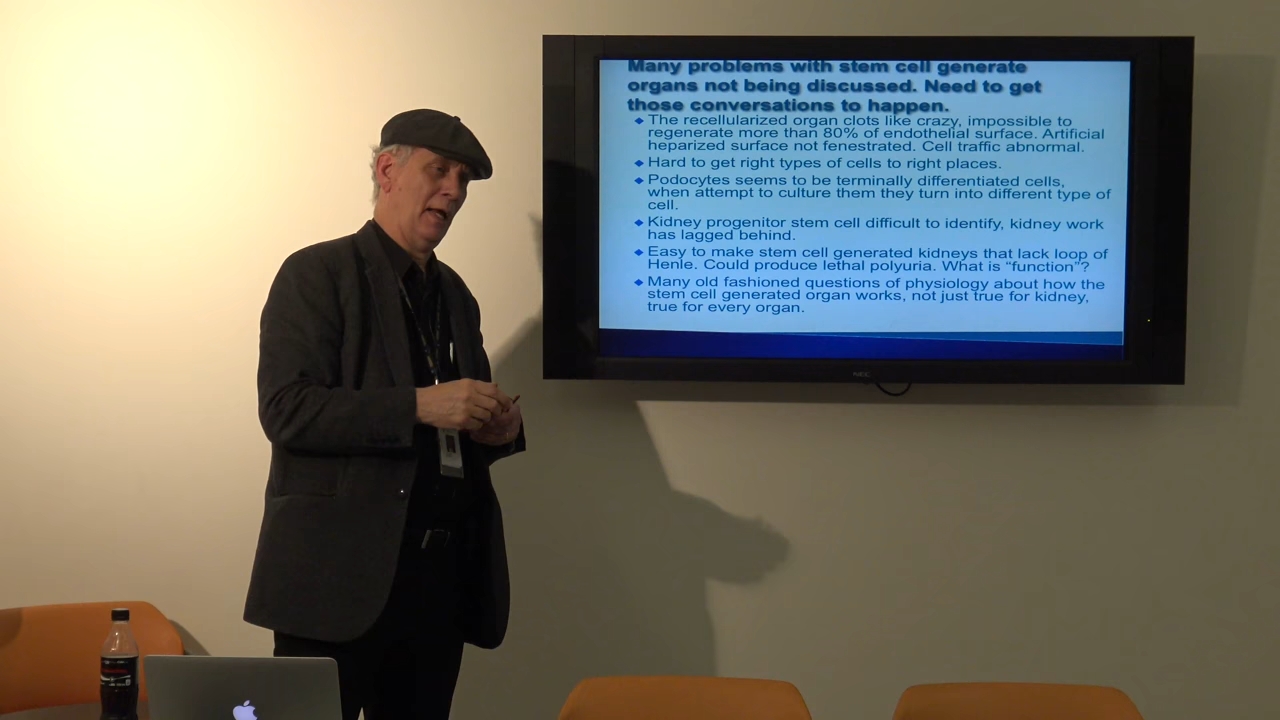 Many problems with stem cell generate
organs not being discussed. Need to get
those conversations to happen.
The recellularized organ clots like crazy, impossible to
regenerate more than 80% of endothelial surface. Artificial
heparized surface not fenestrated. Cell traffic abnormal.
Hard to get right types of cells to right places.
Podocytes seems to be terminally differentiated cells,
when attempt to culture them they turn into different type of
cell.
Kidney progenitor stem cell difficult to identify, kidney work
has lagged behind.
Easy to make stem cell generated kidneys that lack loop of
Henle. Could produce lethal polyuria. What is “function”?
Many old fashioned questions of physiology about how the
stem cell generated organ works, not just true for kidney,
true for every organ.
NEC